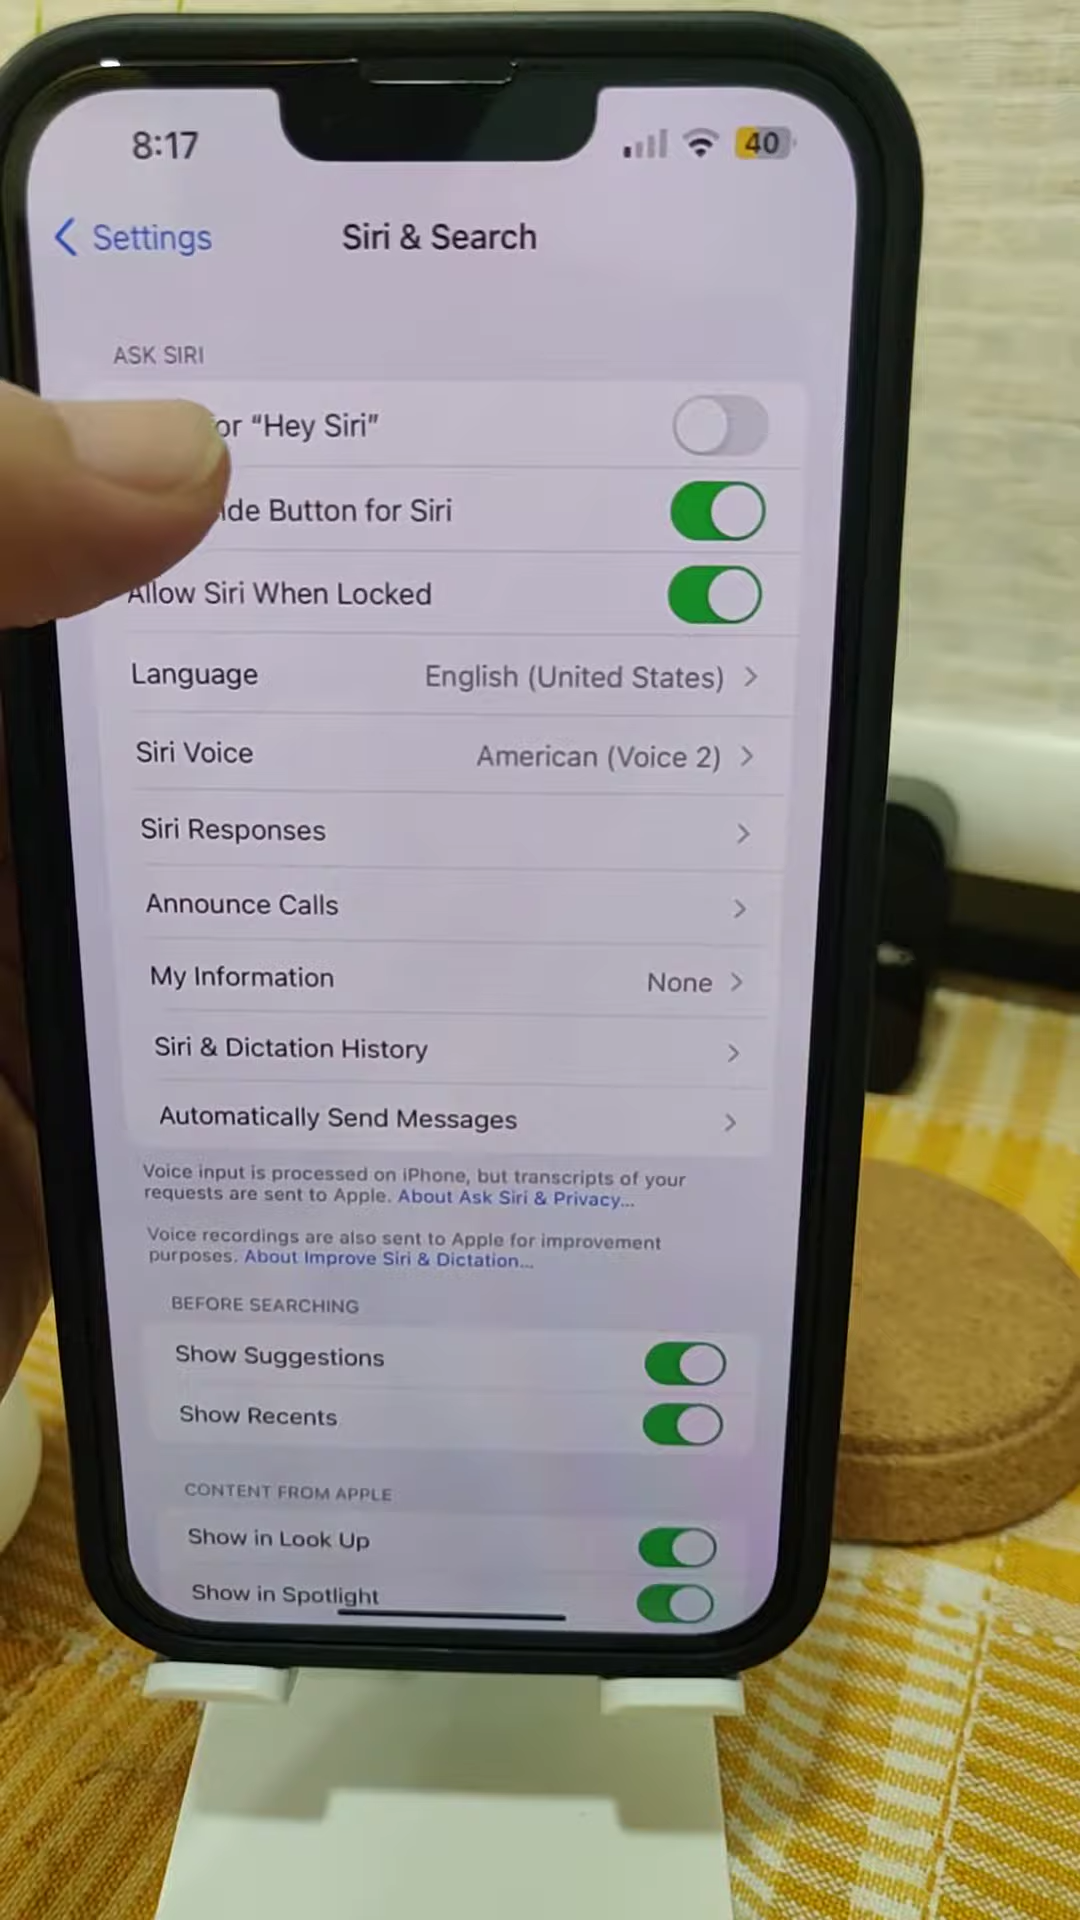 8:17
40
Settings
Siri & Search
ASK SIRI
or “Hey Siri”
ide Button for Siri
Allow Siri When Locked
Language English (United States)
Siri Voice American (Voice 2)
Siri Responses
Announce Calls
My Information None
Siri & Dictation History
Automatically Send Messages
Voice input is processed on iPhone, but transcripts of your
requests are sent to Apple. About Ask Siri & Privacy...
Voice recordings are also sent to Apple for improvement
purposes. About Improve Siri & Dictation...
BEFORE SEARCHING
Show Suggestions
Show Recents
CONTENT FROM APPLE
Show in Look Up
Show in Spotlight